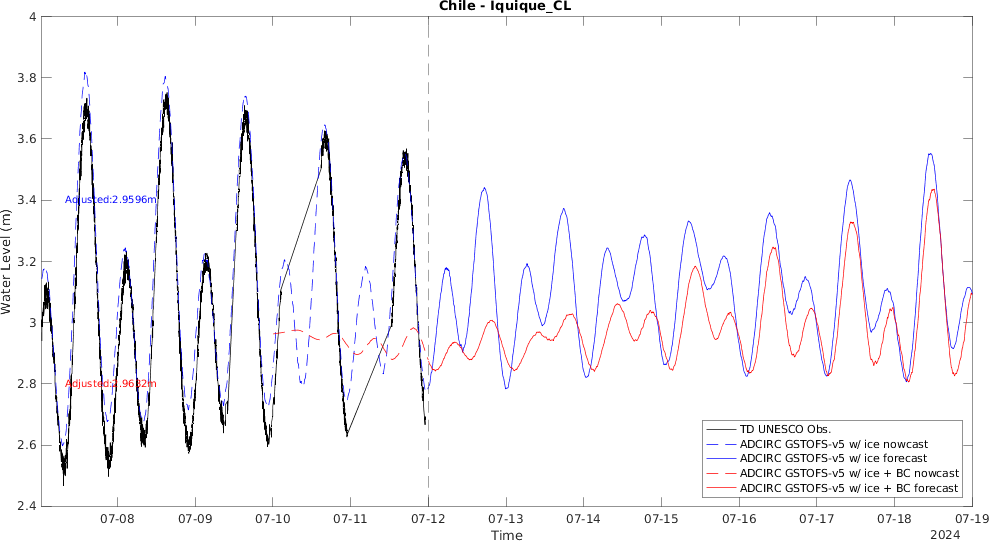 Chile - Iquique_CL
Water Level (m)
4
3.8
3.6
3.4
3.2
3
2.8
2.6
2.4
Adjusted:2.9596m
Adjusted:2.9632m
TD UNESCO Obs.
ADCIRC GSTOFS-v5 w/ ice nowcast
ADCIRC GSTOFS-v5 w/ ice forecast
ADCIRC GSTOFS-v5 w/ ice + BC nowcast
ADCIRC GSTOFS-v5 w/ ice + BC forecast
07-08 07-09 07-10 07-11 07-12 07-13 07-14 07-15 07-16 07-17 07-18 07-19
Time
2024